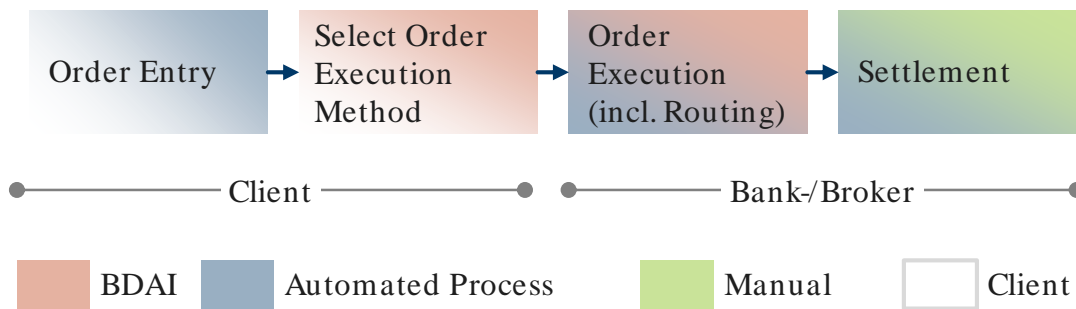 Order Entry
Select Order
Execution
Method
Order
Execution
(incl. Routing)
Settlement
Client
Bank-/Broker
BDAI
Automated Process
Manual
Client